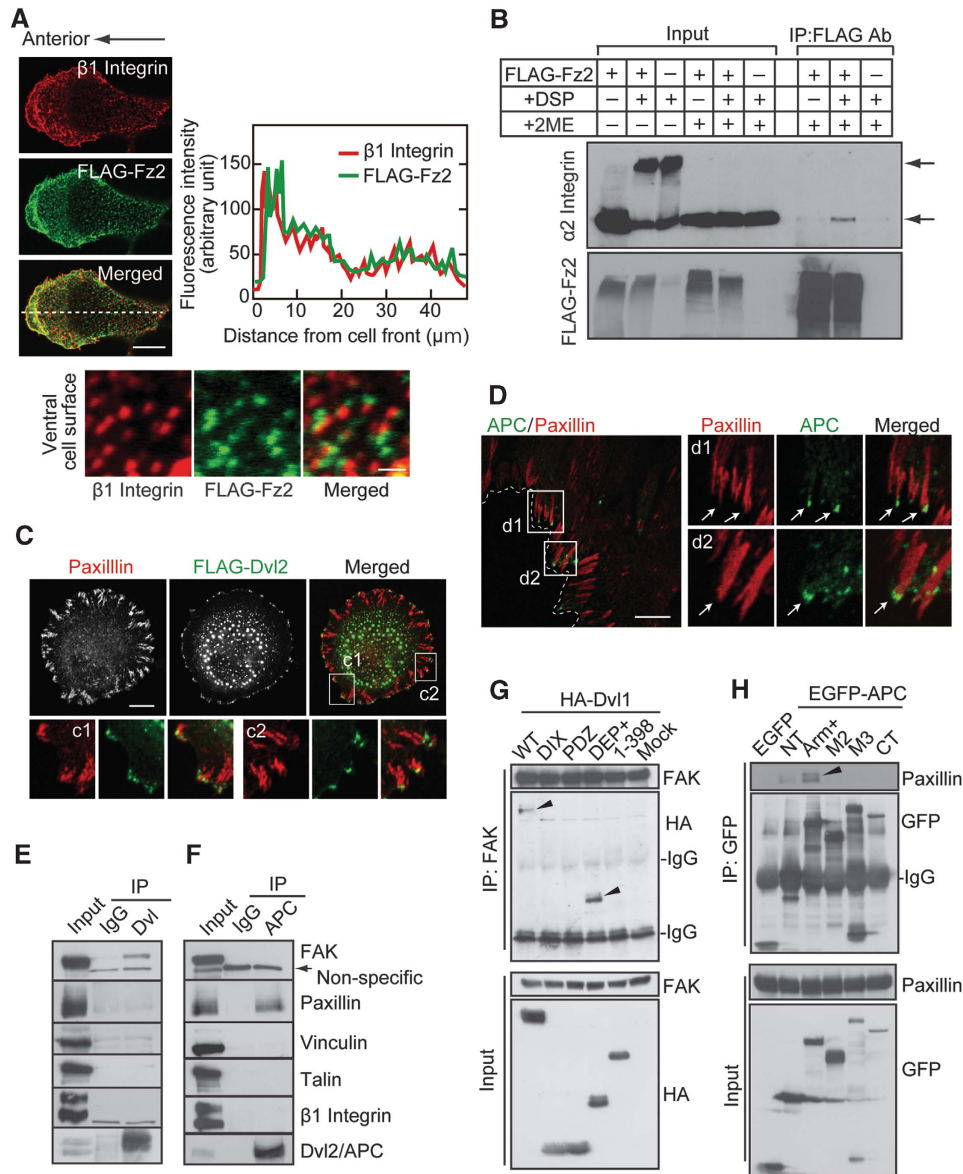 A
Anterior
β1 Integrin
FLAG-Fz2
Merged
Fluorescence intensity
(arbitrary unit)
150
100
50
0
β1 Integrin
FLAG-Fz2
0 10 20 30 40
Distance from cell front (μm)
Ventral
cell surface
β1 Integrin FLAG-Fz2 Merged
B
Input IP:FLAG Ab
FLAG-Fz2 + + − + + − + + −
+DSP − + + − + + − + +
+2ME − − − + + + + + +
α2 Integrin
FLAG-Fz2
C
Paxilllin FLAG-Dvl2 Merged
c1
c2
c1 c2
D
APC/Paxillin
d1
d2
Paxillin APC Merged
d1
d2
E
IP
Input IgG Dvl
F
IP
Input IgG APC
FAK
Non-specific
Paxillin
Vinculin
Talin
β1 Integrin
Dvl2/APC
G
HA-Dvl1
WT DIX PDZ DEP+ 1-398 Mock
IP: FAK
FAK
HA
-IgG
-IgG
Input
FAK
HA
H
EGFP-APC
EGFP NT Arm+ M2 M3 CT
IP: GFP
Paxillin
GFP
-IgG
Input
Paxillin
GFP